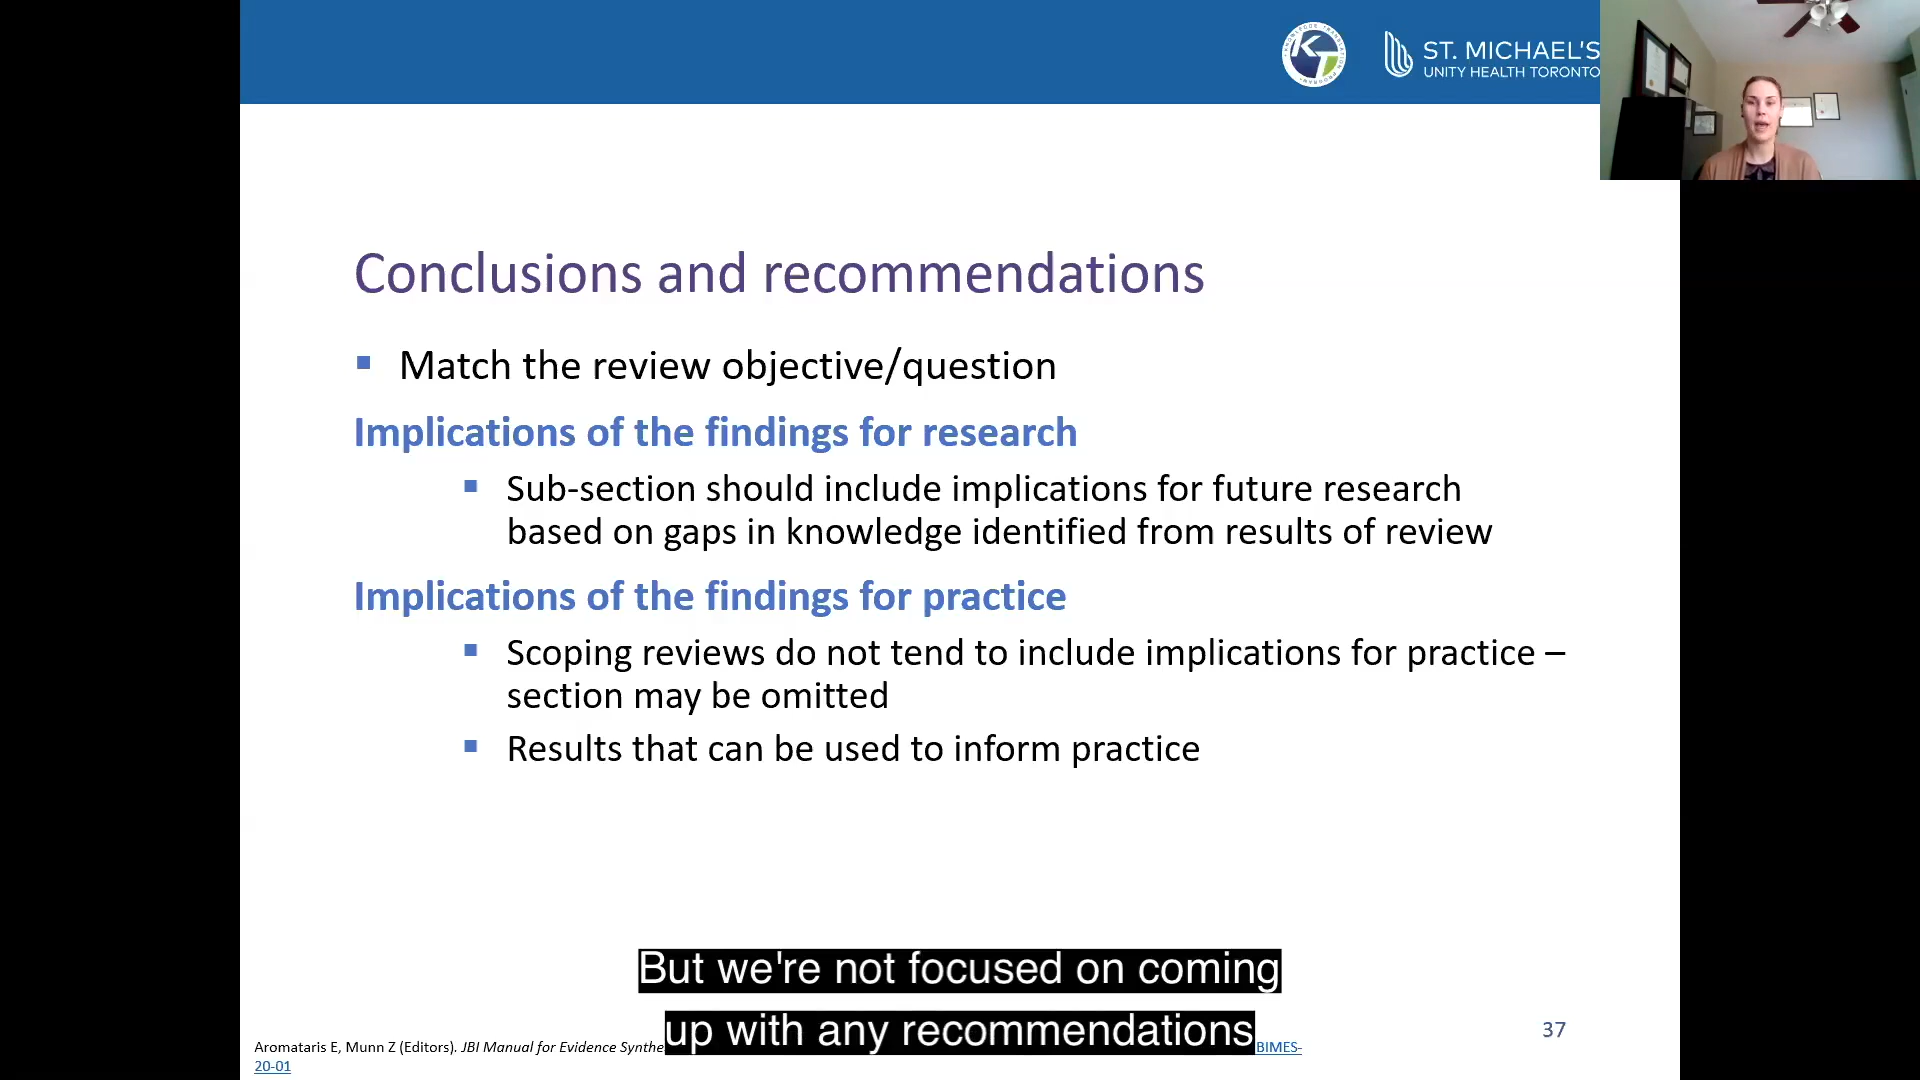 KT
ST. MICHAEL'S
UNITY HEALTH TORONTO
Conclusions and recommendations
▪ Match the review objective/question
Implications of the findings for research
▪ Sub-section should include implications for future research
based on gaps in knowledge identified from results of review
Implications of the findings for practice
▪ Scoping reviews do not tend to include implications for practice –
section may be omitted
▪ Results that can be used to inform practice
But we're not focused on coming
up with any recommendations
37
Aromataris E, Munn Z (Editors). JBI Manual for Evidence Synthe
BIMES-
20-01